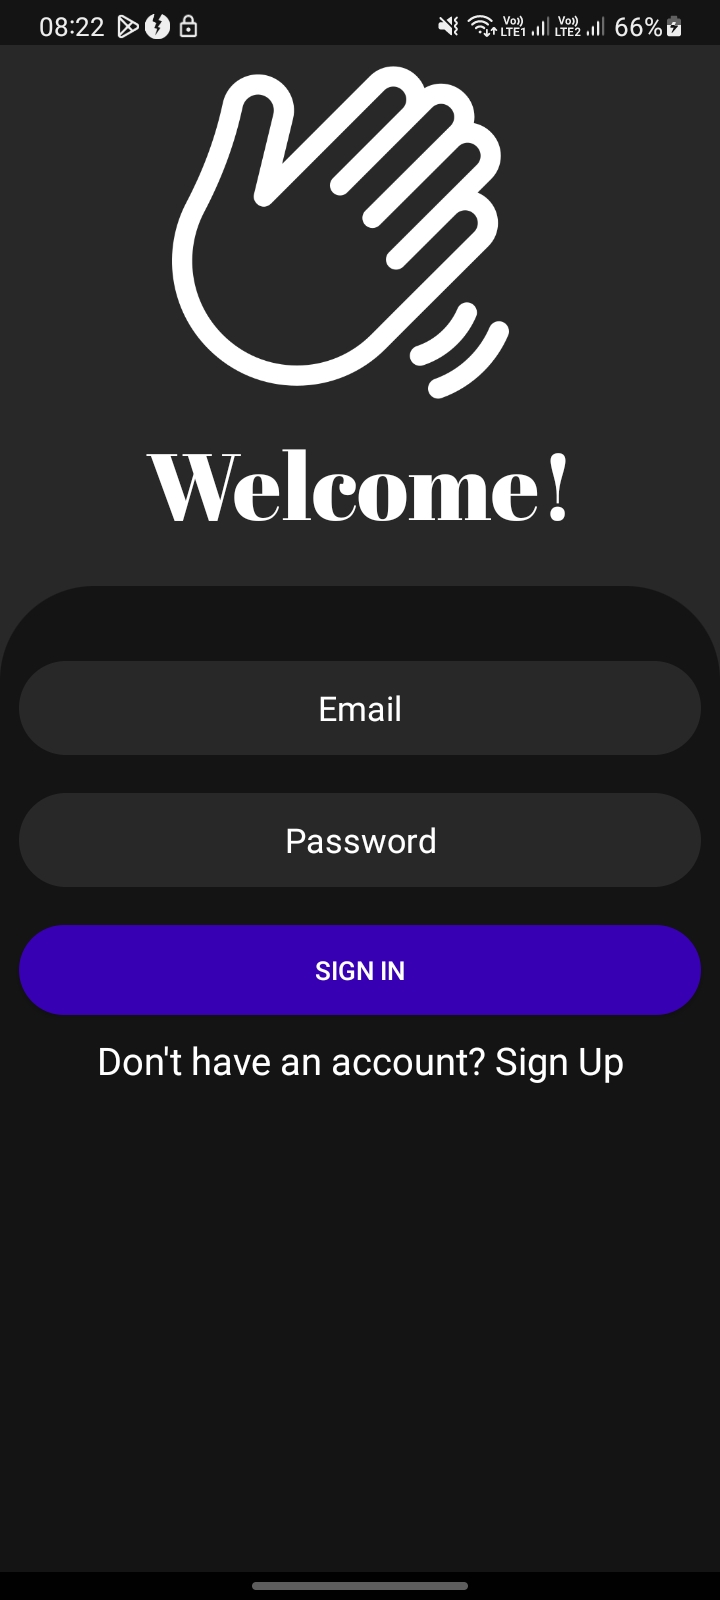 08:22 Vo)) LTE1 Vo)) LTE2 66%
Welcome!
Email
Password
SIGN IN
Don't have an account? Sign Up